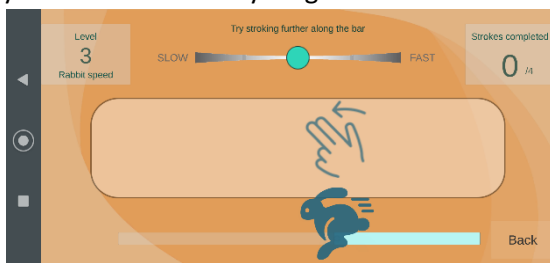 Level
3
Rabbit speed
Try stroking further along the bar
SLOW
FAST
Strokes completed
0 /4
Back